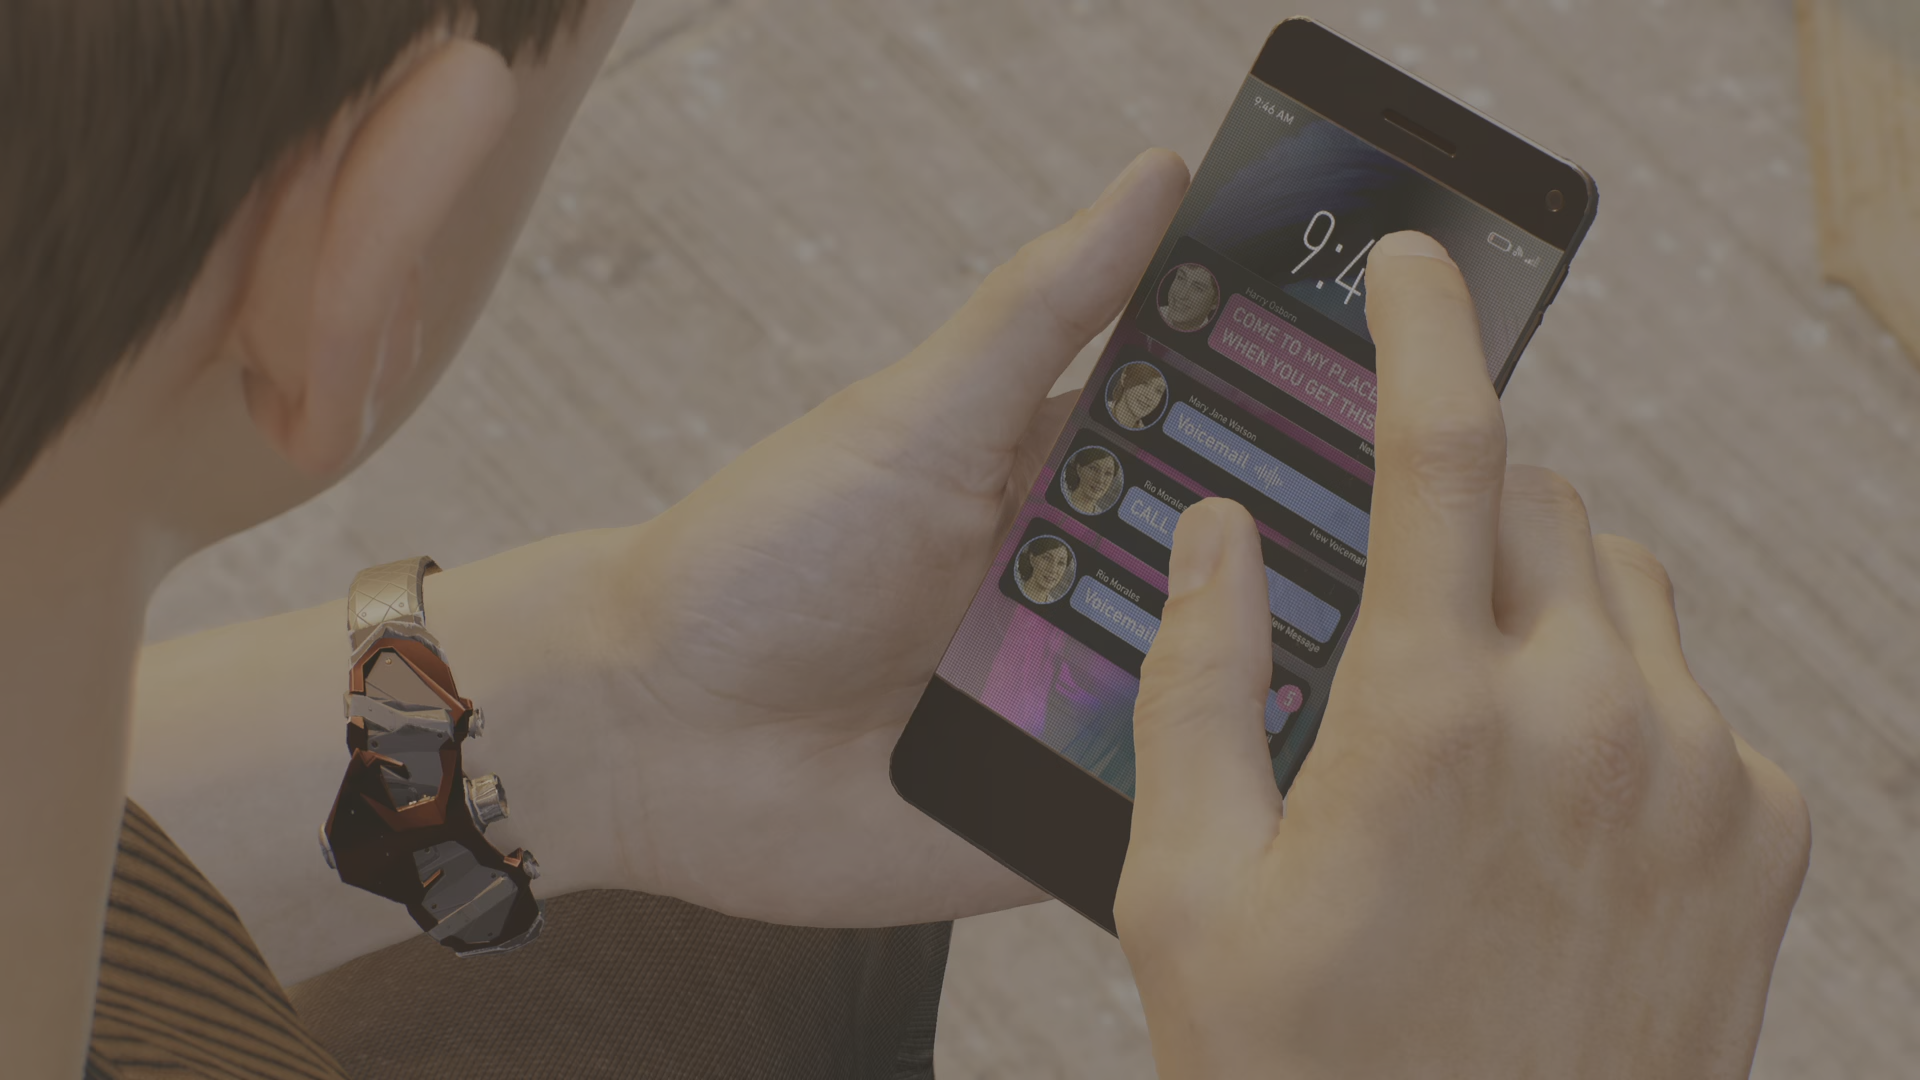 9:46 AM
9:4
Harry Osborn
COME TO MY PLACE
WHEN YOU GET THIS
Mary Jane Watson
Voicemail
New Voicemail
Rio Morales
CALL
New Message
Rio Morales
Voicemail
5